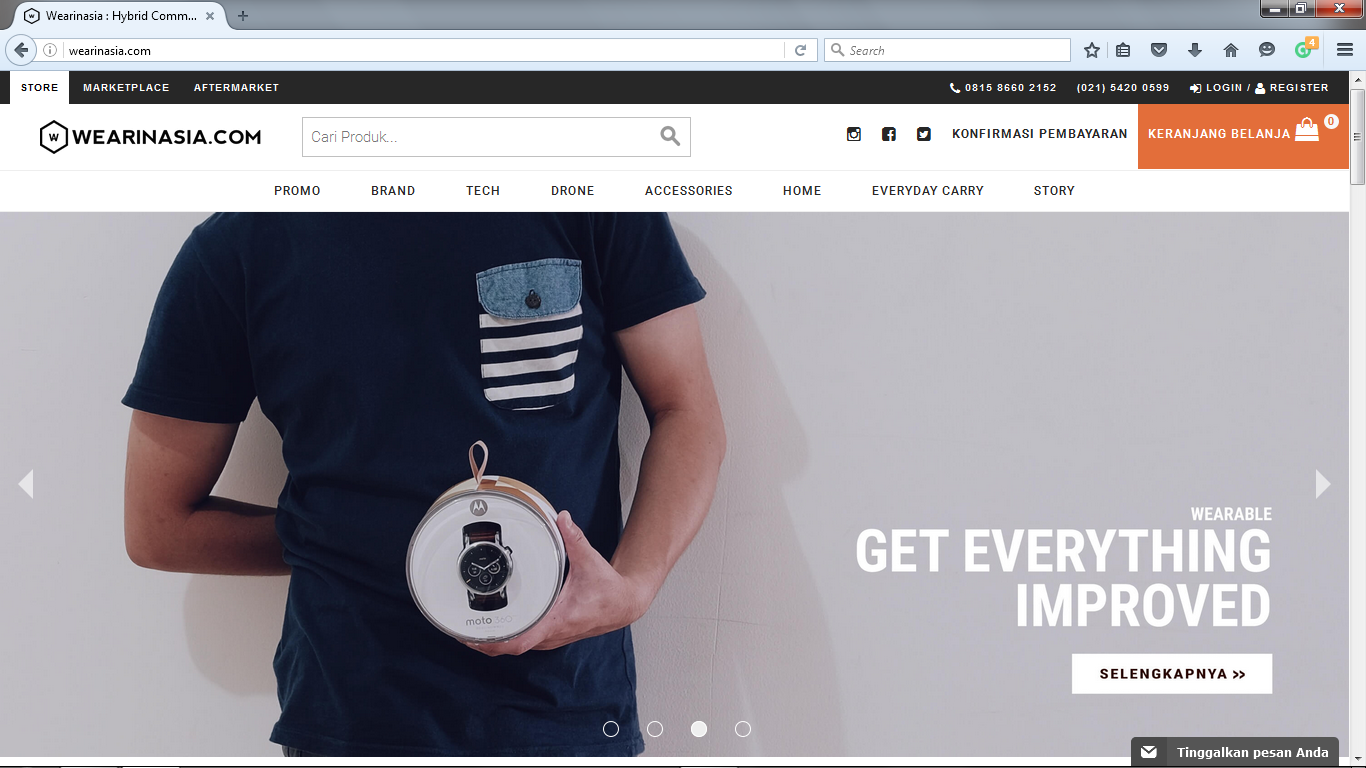 Wearinasia : Hybrid Comm...
wearinasia.com
Search
4
STORE MARKETPLACE AFTERMARKET
0815 8660 2152 (021) 5420 0599 LOGIN / REGISTER
W WEARINASIA.COM
Cari Produk...
KONFIRMASI PEMBAYARAN
KERANJANG BELANJA 0
PROMO BRAND TECH DRONE ACCESSORIES HOME EVERYDAY CARRY STORY
moto 360
WEARABLE
GET EVERYTHING
IMPROVED
SELENGKAPNYA >>
Tinggalkan pesan Anda